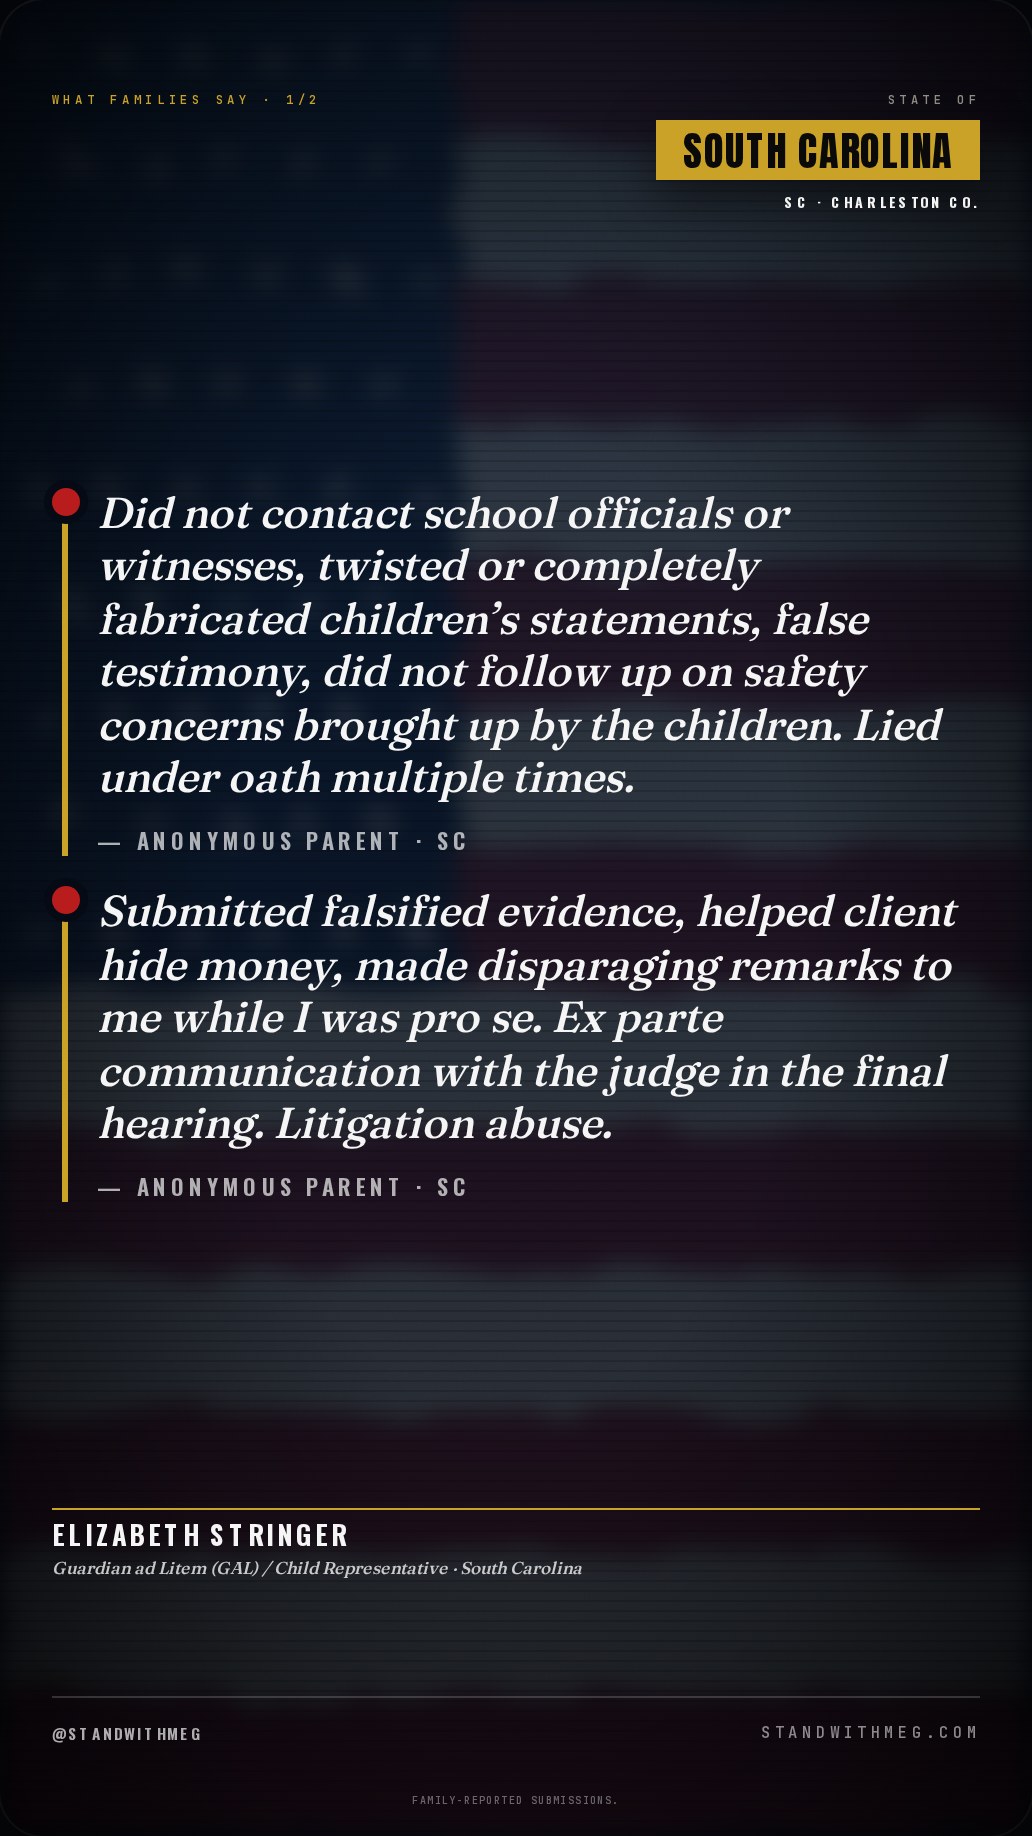 WHAT FAMILIES SAY · 1/2
STATE OF
SOUTH CAROLINA
SC · CHARLESTON CO.
Did not contact school officials or
witnesses, twisted or completely
fabricated children’s statements, false
testimony, did not follow up on safety
concerns brought up by the children. Lied
under oath multiple times.
— ANONYMOUS PARENT · SC
Submitted falsified evidence, helped client
hide money, made disparaging remarks to
me while I was pro se. Ex parte
communication with the judge in the final
hearing. Litigation abuse.
— ANONYMOUS PARENT · SC
ELIZABETH STRINGER
Guardian ad Litem (GAL) / Child Representative · South Carolina
@STANDWITHMEG
STANDWITHMEG.COM
FAMILY-REPORTED SUBMISSIONS.